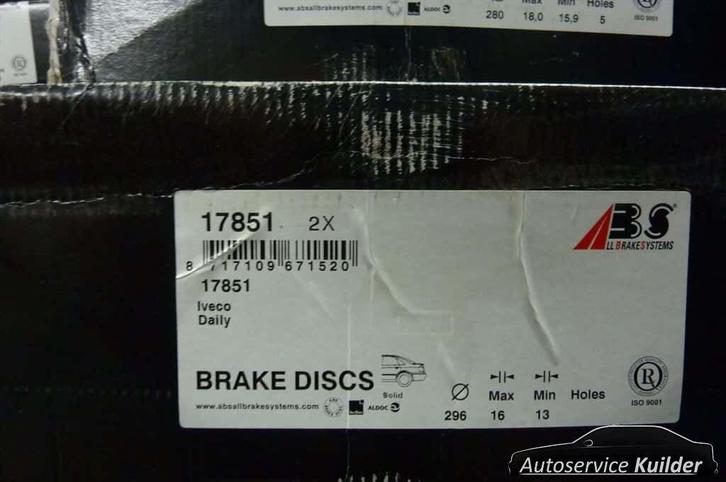 www.absallbrakesystems.com ALDOC
280 18,0 15,9 5
Max Min Holes
ISO 9001
17851 2X
8 717109 671520
17851
Iveco
Daily
ABS
ALL BRAKESYSTEMS
BRAKE DISCS
Solid
Max Min Holes
296 16 13
www.absallbrakesystems.com ALDOC
R
ISO 9001
Autoservice Kuilder